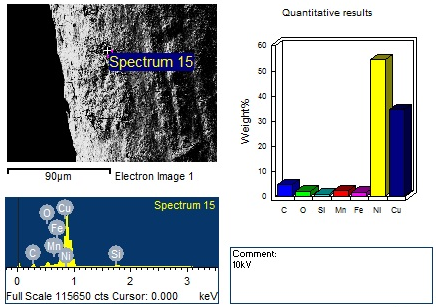 Spectrum 15
90μm
Electron Image 1
Quantitative results
Weight%
60
50
40
30
20
10
0
C O Si Mn Fe Ni Cu
Spectrum 15
O Cu
Fe
C Mn Ni Si
0 1 2 3
Full Scale 115650 cts Cursor: 0.000 keV
Comment:
10kV